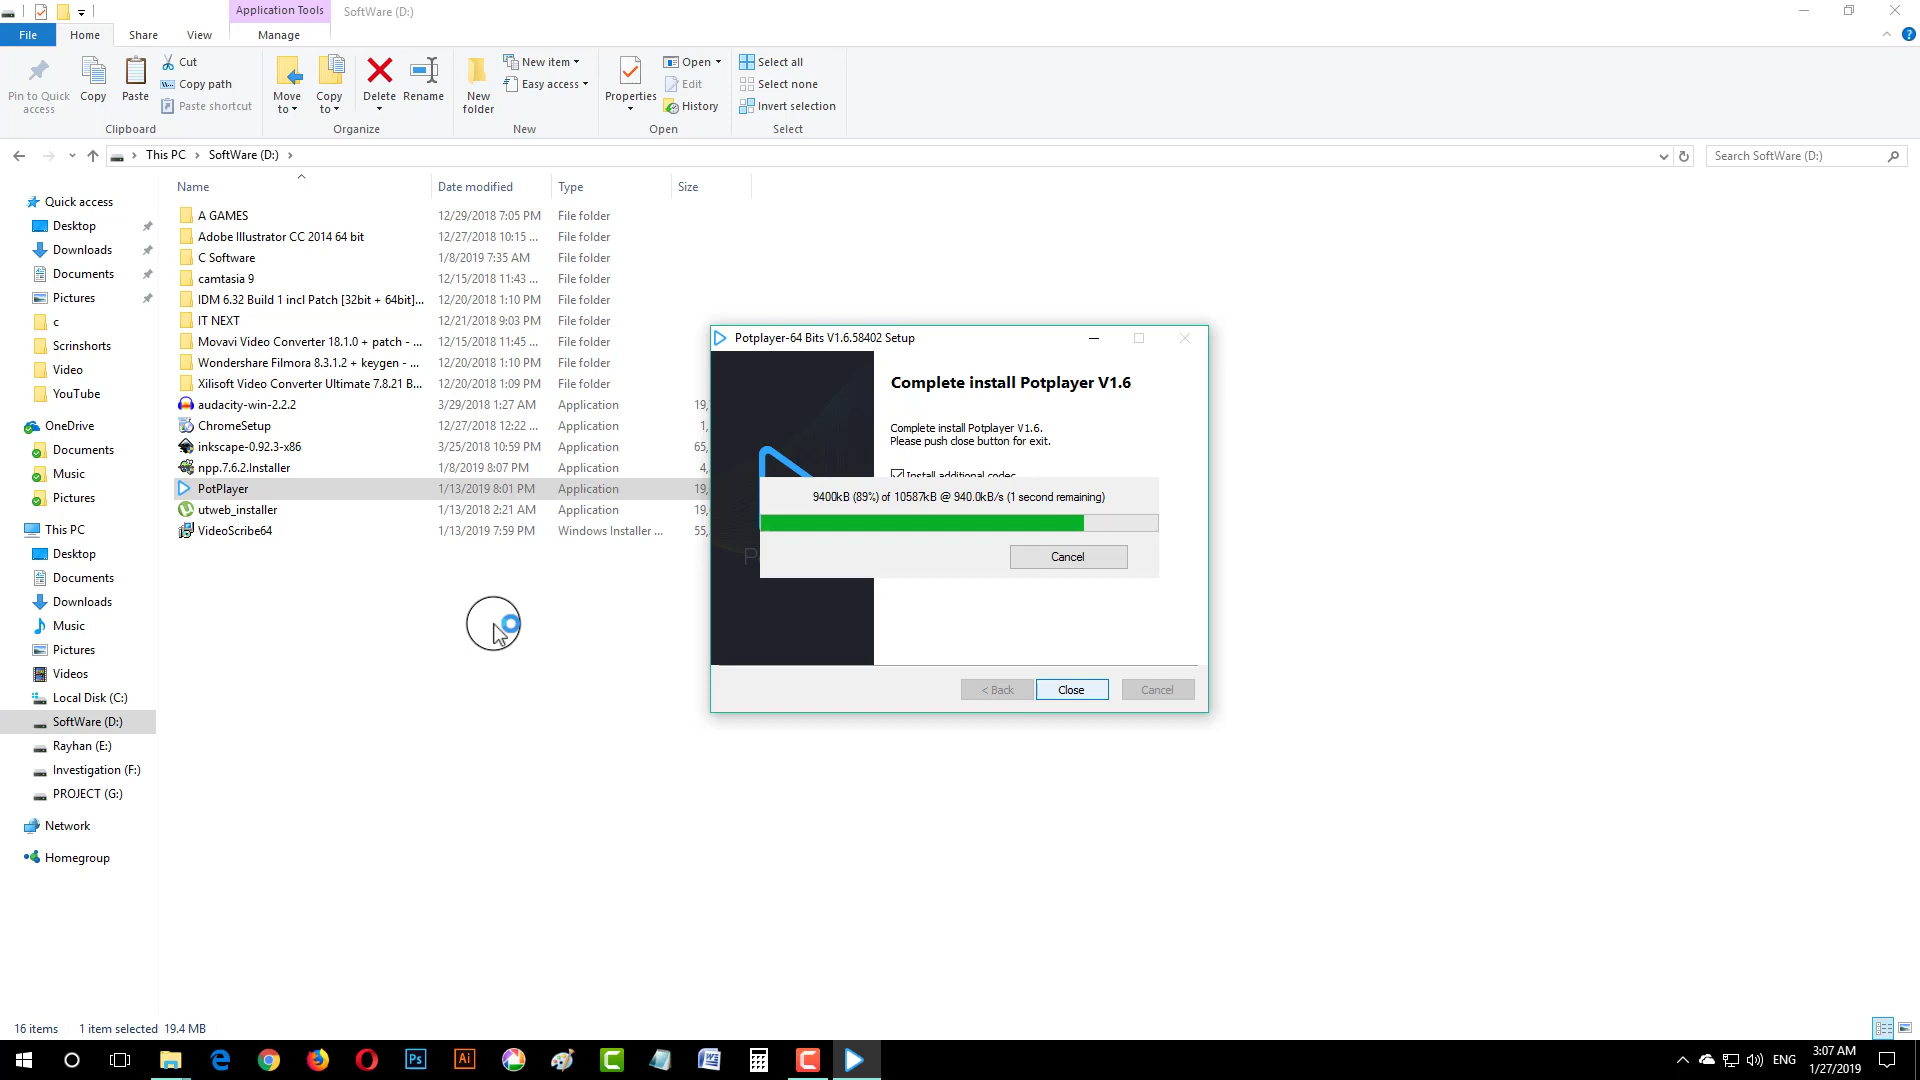 Application Tools
SoftWare (D:)
File
Home
Share
View
Manage
Pin to Quick access
Copy
Paste
Cut
Copy path
Paste shortcut
Clipboard
Move to
Copy to
Delete
Rename
Organize
New folder
New item
Easy access
New
Properties
Open
Edit
History
Open
Select all
Select none
Invert selection
Select
This PC
SoftWare (D:)
Search SoftWare (D:)
Name
Date modified
Type
Size
A GAMES 12/29/2018 7:05 PM File folder
Adobe Illustrator CC 2014 64 bit 12/27/2018 10:15 ... File folder
C Software 1/8/2019 7:35 AM File folder
camtasia 9 12/15/2018 11:43 ... File folder
IDM 6.32 Build 1 incl Patch [32bit + 64bit]... 12/20/2018 1:10 PM File folder
IT NEXT 12/21/2018 9:03 PM File folder
Movavi Video Converter 18.1.0 + patch - ... 12/15/2018 11:45 ... File folder
Wondershare Filmora 8.3.1.2 + keygen - ... 12/20/2018 1:10 PM File folder
Xilisoft Video Converter Ultimate 7.8.21 B... 12/20/2018 1:09 PM File folder
audacity-win-2.2.2 3/29/2018 1:27 AM Application 19,
ChromeSetup 12/27/2018 12:22 ... Application 1,
inkscape-0.92.3-x86 3/25/2018 10:59 PM Application 65,
npp.7.6.2.Installer 1/8/2019 8:07 PM Application 4,
PotPlayer 1/13/2019 8:01 PM Application 19,
utweb_installer 1/13/2018 2:21 AM Application 19,
VideoScribe64 1/13/2019 7:59 PM Windows Installer ... 55,
Quick access
Desktop
Downloads
Documents
Pictures
c
Scrinshorts
Video
YouTube
OneDrive
Documents
Music
Pictures
This PC
Desktop
Documents
Downloads
Music
Pictures
Videos
Local Disk (C:)
SoftWare (D:)
Rayhan (E:)
Investigation (F:)
PROJECT (G:)
Network
Homegroup
Potplayer-64 Bits V1.6.58402 Setup
Complete install Potplayer V1.6
Complete install Potplayer V1.6.
Please push close button for exit.
Install additional codec
9400kB (89%) of 10587kB @ 940.0kB/s (1 second remaining)
Cancel
P
< Back
Close
Cancel
16 items
1 item selected 19.4 MB
Ps
Ai
ENG
3:07 AM
1/27/2019